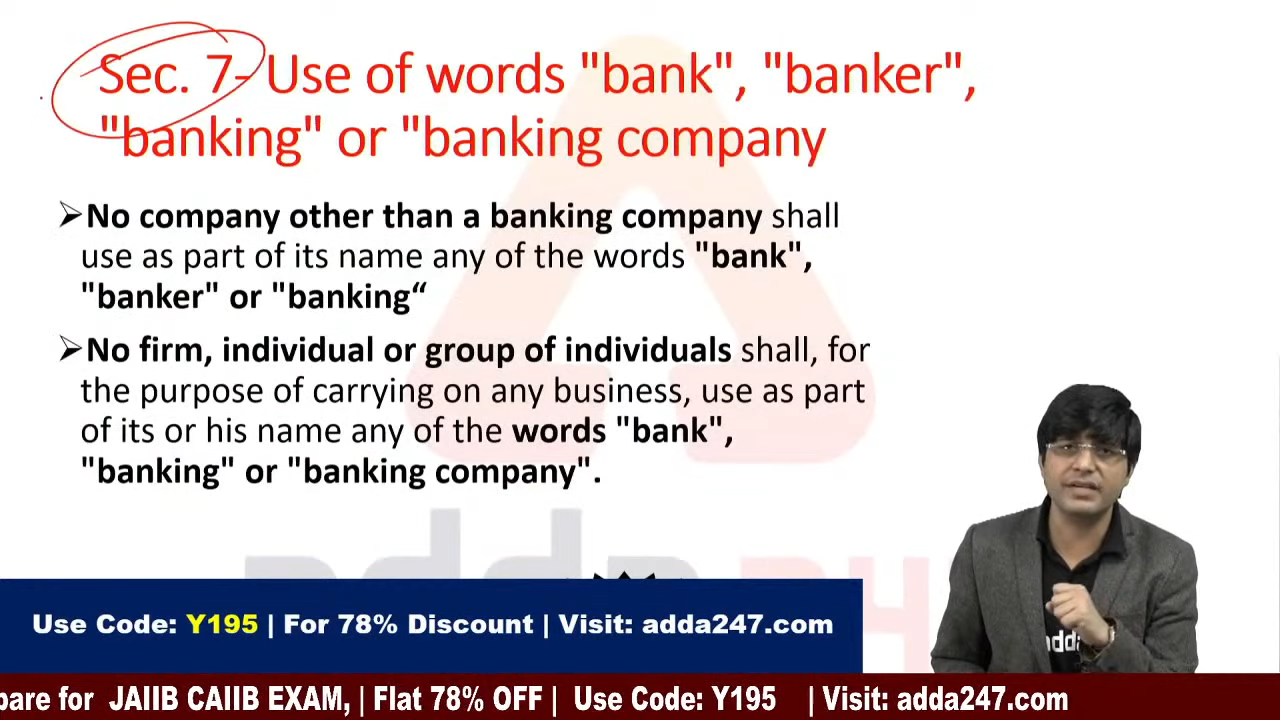 Sec. 7- Use of words "bank", "banker",
"banking" or "banking company
➢No company other than a banking company shall
use as part of its name any of the words "bank",
"banker" or "banking“
➢No firm, individual or group of individuals shall, for
the purpose of carrying on any business, use as part
of its or his name any of the words "bank",
"banking" or "banking company".
adda 24
adda
Use Code: Y195 | For 78% Discount | Visit: adda247.com
pare for JAIIB CAIIB EXAM, | Flat 78% OFF | Use Code: Y195 | Visit: adda247.com